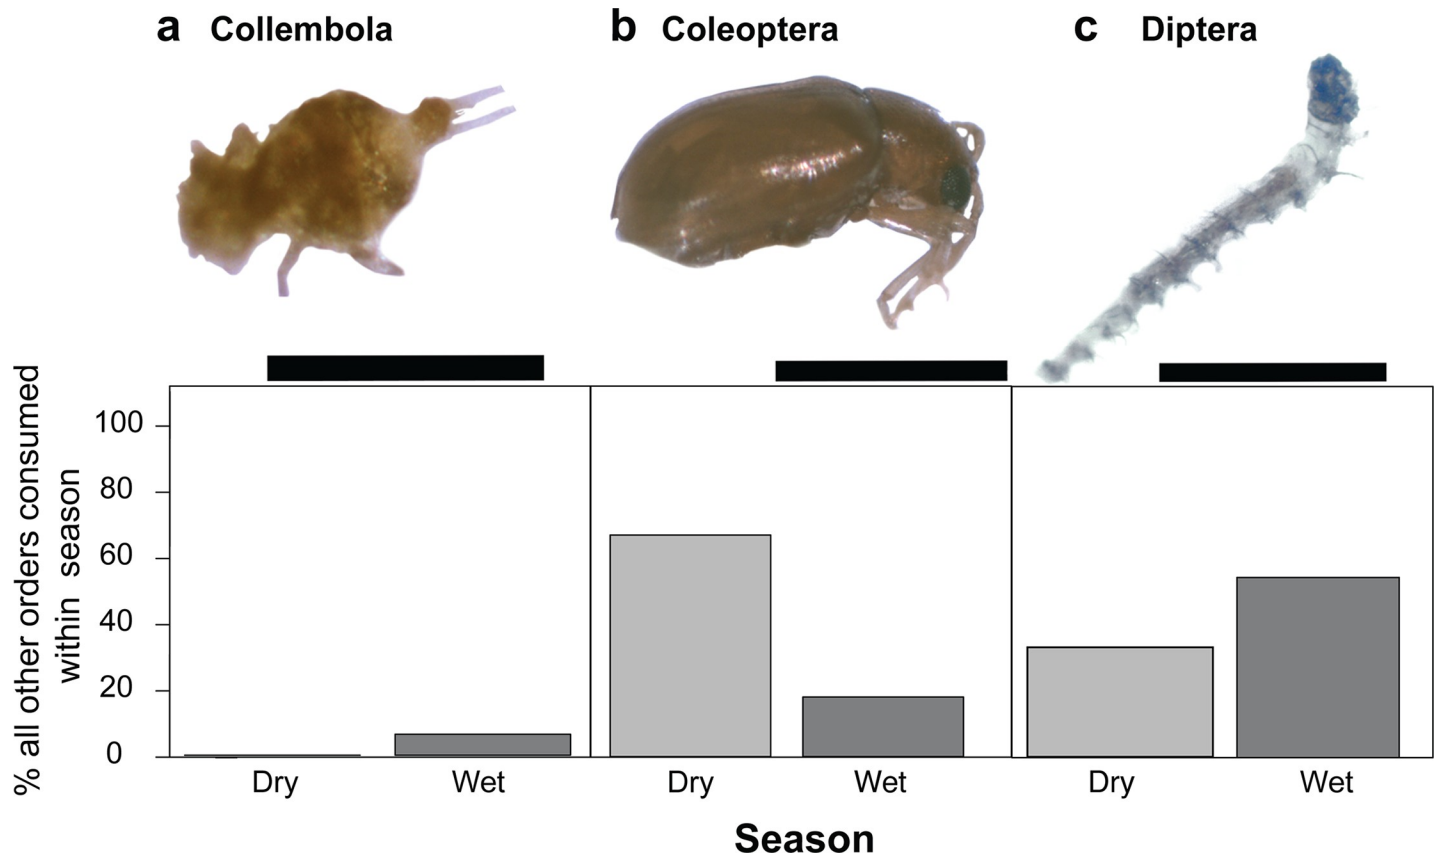 a Collembola
b Coleoptera
c Diptera
% all other orders consumed
within season
100
80
60
40
20
0
Dry
Wet
Dry
Wet
Dry
Wet
Season